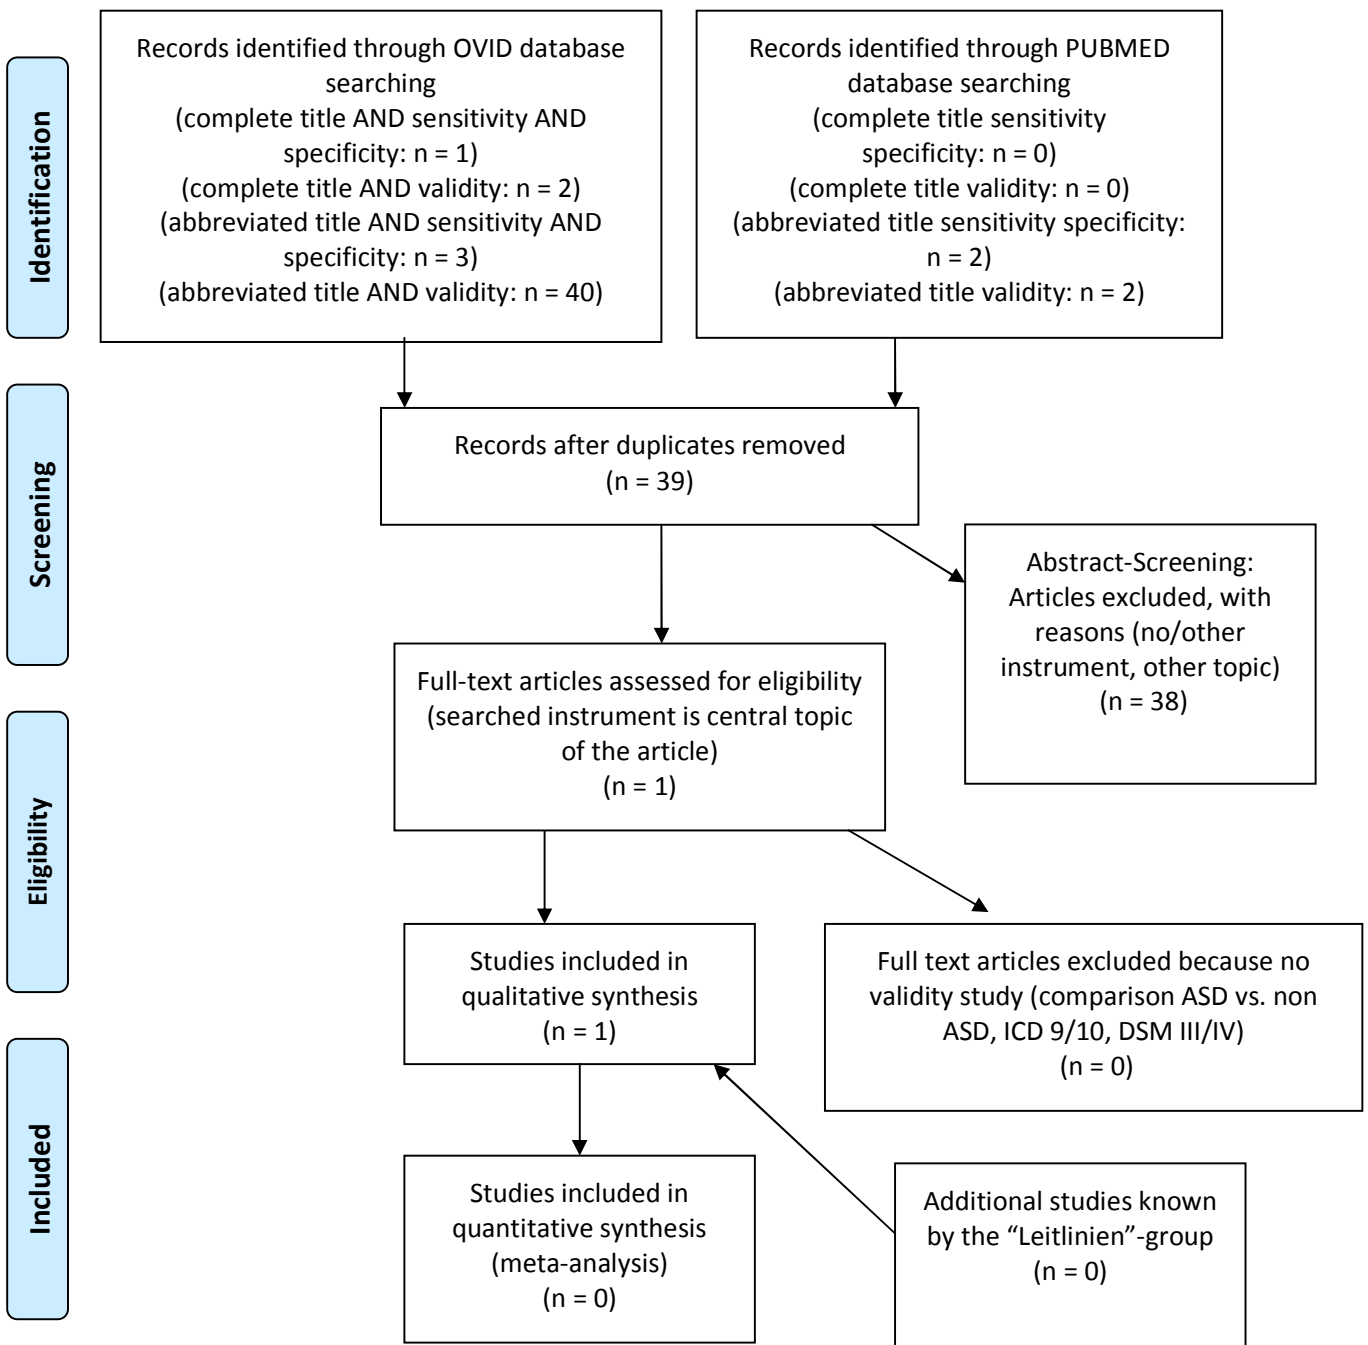 Identification
Records identified through OVID database
searching
(complete title AND sensitivity AND
specificity: n = 1)
(complete title AND validity: n = 2)
(abbreviated title AND sensitivity AND
specificity: n = 3)
(abbreviated title AND validity: n = 40)
Records identified through PUBMED
database searching
(complete title sensitivity
specificity: n = 0)
(complete title validity: n = 0)
(abbreviated title sensitivity specificity:
n = 2)
(abbreviated title validity: n = 2)
Screening
Records after duplicates removed
(n = 39)
Abstract-Screening:
Articles excluded, with
reasons (no/other
instrument, other topic)
(n = 38)
Eligibility
Full-text articles assessed for eligibility
(searched instrument is central topic
of the article)
(n = 1)
Full text articles excluded because no
validity study (comparison ASD vs. non
ASD, ICD 9/10, DSM III/IV)
(n = 0)
Included
Studies included in
qualitative synthesis
(n = 1)
Studies included in
quantitative synthesis
(meta-analysis)
(n = 0)
Additional studies known
by the “Leitlinien”-group
(n = 0)